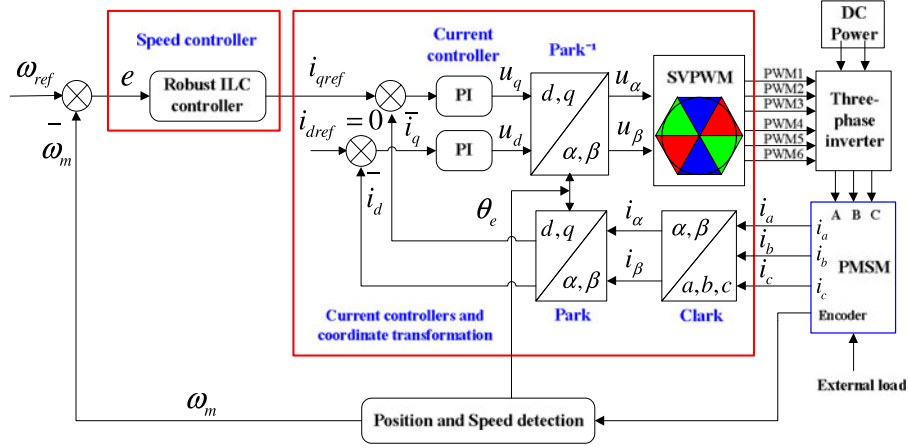 Speed controller
ω_ref
e
Robust ILC
controller
−
ω_m
i_qref
i_dref = 0
Current
controller
PI
u_q
PI
u_d
− i_q
− i_d
Park⁻¹
d, q
α, β
u_α
u_β
SVPWM
PWM1
PWM2
PWM3
PWM4
PWM5
PWM6
DC
Power
Three-
phase
inverter
A B C
θ_e
d, q
α, β
Park
i_α
i_β
α, β
a, b, c
Clark
i_a
i_b
i_c
i_a
i_b
i_c
PMSM
Encoder
External load
Current controllers and
coordinate transformation
ω_m
Position and Speed detection